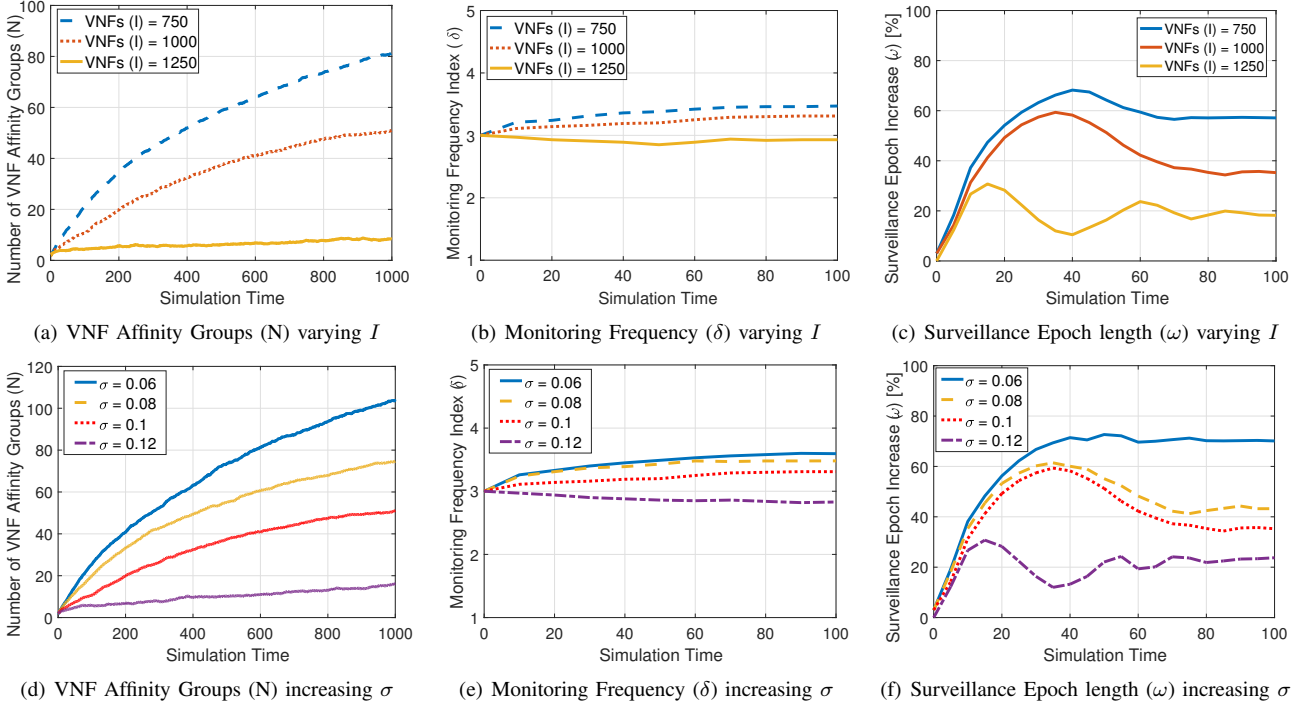 Number of VNF Affinity Groups (N)
100
80
60
40
20
0
0 200 400 600 800 1000
Simulation Time
VNFs (I) = 750
VNFs (I) = 1000
VNFs (I) = 1250
(a) VNF Affinity Groups (N) varying I
Monitoring Frequency Index (δ)
5
4
3
2
1
0 20 40 60 80 100
Simulation Time
VNFs (I) = 750
VNFs (I) = 1000
VNFs (I) = 1250
(b) Monitoring Frequency (δ) varying I
Surveillance Epoch Increase (ω) [%]
100
80
60
40
20
0
0 20 40 60 80 100
Simulation Time
VNFs (I) = 750
VNFs (I) = 1000
VNFs (I) = 1250
(c) Surveillance Epoch length (ω) varying I
Number of VNF Affinity Groups (N)
120
100
80
60
40
20
0
0 200 400 600 800 1000
Simulation Time
σ = 0.06
σ = 0.08
σ = 0.1
σ = 0.12
(d) VNF Affinity Groups (N) increasing σ
Monitoring Frequency Index (δ)
5
4
3
2
1
0 20 40 60 80 100
Simulation Time
σ = 0.06
σ = 0.08
σ = 0.1
σ = 0.12
(e) Monitoring Frequency (δ) increasing σ
Surveillance Epoch Increase (ω) [%]
100
80
60
40
20
0
0 20 40 60 80 100
Simulation Time
σ = 0.06
σ = 0.08
σ = 0.1
σ = 0.12
(f) Surveillance Epoch length (ω) increasing σ